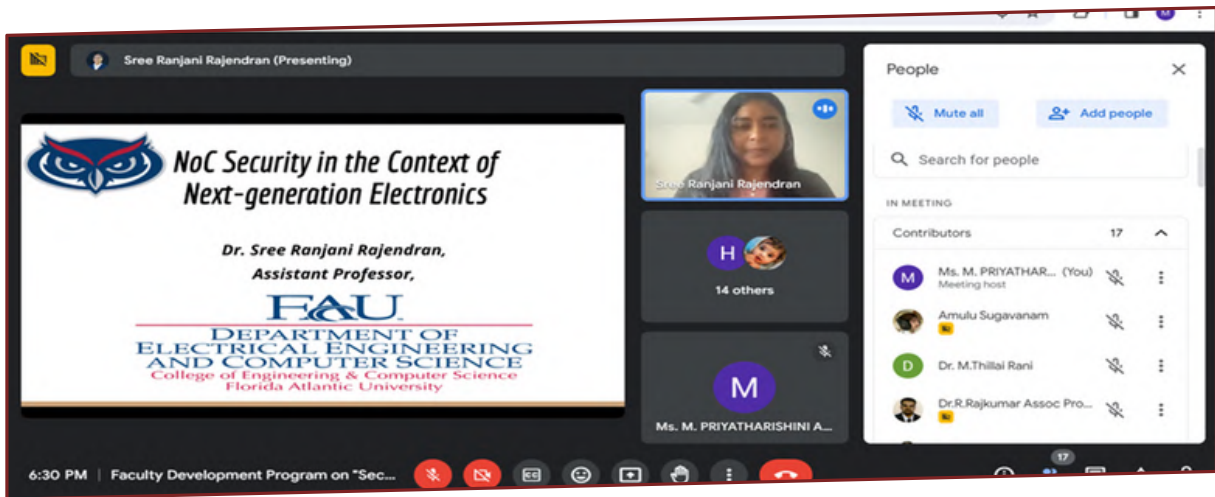 Sree Ranjani Rajendran (Presenting)
NoC Security in the Context of
Next-generation Electronics
Dr. Sree Ranjani Rajendran,
Assistant Professor,
FAU
DEPARTMENT OF
ELECTRICAL ENGINEERING
AND COMPUTER SCIENCE
College of Engineering & Computer Science
Florida Atlantic University
Sree Ranjani Rajendran
H
14 others
M
Ms. M. PRIYATHARISHINI A...
People
Mute all
Add people
Search for people
IN MEETING
Contributors 17
M
Ms. M. PRIYATHAR... (You)
Meeting host
Amulu Sugavanam
D
Dr. M.Thillai Rani
Dr.R.Rajkumar Assoc Pro...
6:30 PM | Faculty Development Program on "Sec...
CC
17
M